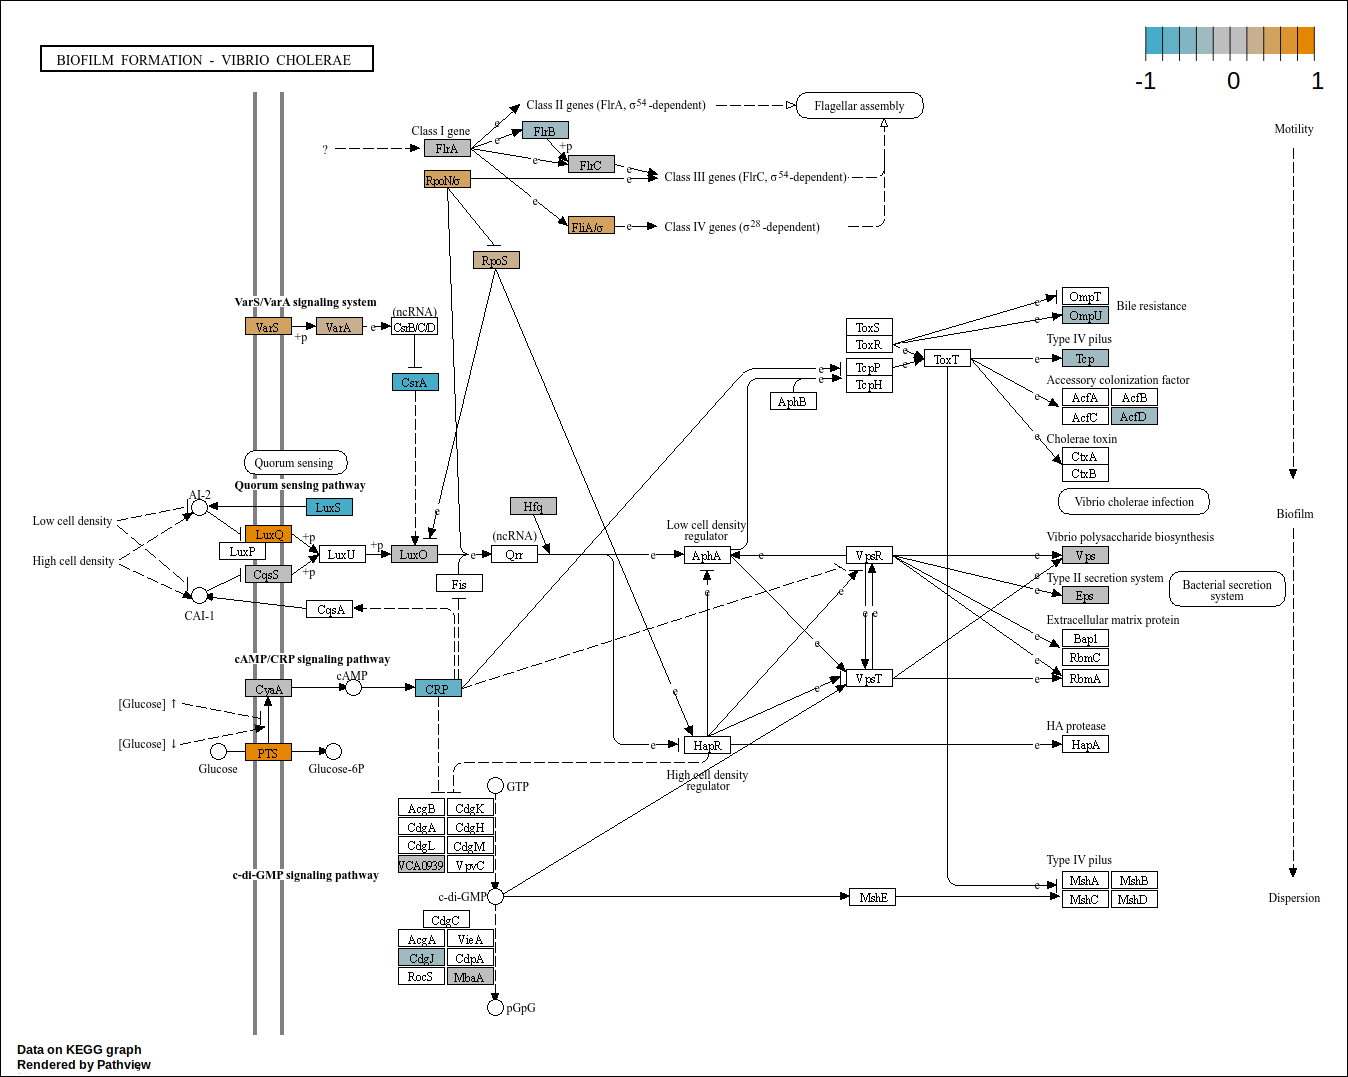 BIOFILM FORMATION - VIBRIO CHOLERAE
-1 0 1
Class II genes (FlrA, σ54-dependent)
Flagellar assembly
Motility
Class I gene
FlrB
e
e
+p
?
FlrA
e
FlrC
e
RpoN/σ
e
Class III genes (FlrC, σ54-dependent)
e
FliA/σ
e
Class IV genes (σ28-dependent)
RpoS
VarS/VarA signaling system
(ncRNA)
VarS
+p
VarA
e
CsrB/C/D
CsrA
ToxS
ToxR
e
e
e
OmpT
OmpU
Bile resistance
Type IV pilus
ToxT
e
Tcp
TcpP
TcpH
e
e
e
AphB
Accessory colonization factor
e
AcfA
AcfB
AcfC
AcfD
Cholerae toxin
e
CtxA
CtxB
Vibrio cholerae infection
Quorum sensing
Quorum sensing pathway
AI-2
LuxS
Low cell density
High cell density
LuxQ
LuxP
+p
LuxU
+p
LuxO
e
e
CqsS
+p
CAI-1
CqsA
Hfq
(ncRNA)
Qrr
Fis
e
Low cell density
regulator
AphA
e
VpsR
Biofilm
Vibrio polysaccharide biosynthesis
e
Vps
Type II secretion system
e
Eps
Bacterial secretion
system
Extracellular matrix protein
e
Bap1
e
RbmC
e
RbmA
e
e
e e
e
VpsT
e
e
cAMP/CRP signaling pathway
cAMP
CyaA
CRP
[Glucose] ↑
[Glucose] ↓
PTS
Glucose
Glucose-6P
e
HapR
High cell density
regulator
HA protease
e
HapA
GTP
AcgB
CdgK
CdgA
CdgH
CdgL
CdgM
VCA0939
VpvC
c-di-GMP signaling pathway
c-di-GMP
MshE
Type IV pilus
e
MshA
MshB
MshC
MshD
Dispersion
CdgC
AcgA
VieA
CdgJ
CdpA
RocS
MbaA
pGpG
Data on KEGG graph
Rendered by Pathview